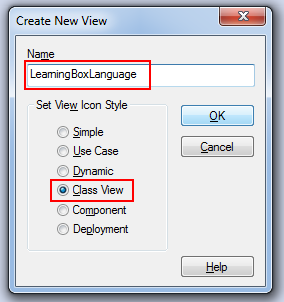 Create New View
Name
LearningBoxLanguage
Set View Icon Style
Simple
Use Case
Dynamic
Class View
Component
Deployment
OK
Cancel
Help